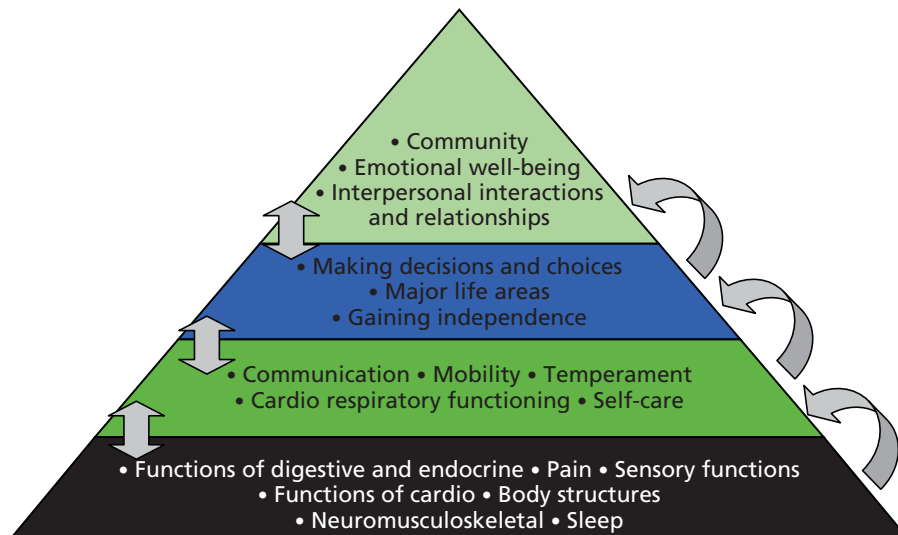 • Community
• Emotional well-being
• Interpersonal interactions
and relationships
• Making decisions and choices
• Major life areas
• Gaining independence
• Communication • Mobility • Temperament
• Cardio respiratory functioning • Self-care
• Functions of digestive and endocrine • Pain • Sensory functions
• Functions of cardio • Body structures
• Neuromusculoskeletal • Sleep